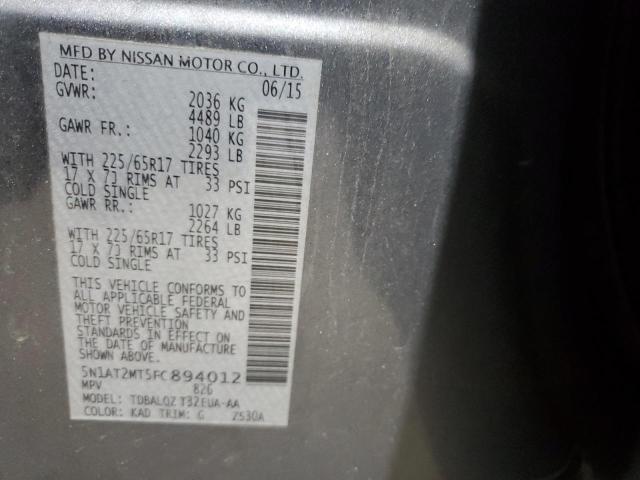 MFD BY NISSAN MOTOR CO., LTD.
DATE: 06/15
GVWR: 2036 KG
4489 LB
GAWR FR.: 1040 KG
2293 LB
WITH 225/65R17 TIRES
17 X 7J RIMS AT 33 PSI
COLD SINGLE
GAWR RR.: 1027 KG
2264 LB
WITH 225/65R17 TIRES
17 X 7J RIMS AT 33 PSI
COLD SINGLE
THIS VEHICLE CONFORMS TO
ALL APPLICABLE FEDERAL
MOTOR VEHICLE SAFETY AND
THEFT PREVENTION
STANDARDS IN EFFECT ON
THE DATE OF MANUFACTURE
SHOWN ABOVE.
5N1AT2MT5FC894012
MPV 826
MODEL: TDBALQZ T32EUA-AA
COLOR: KAD TRIM: G 2530A